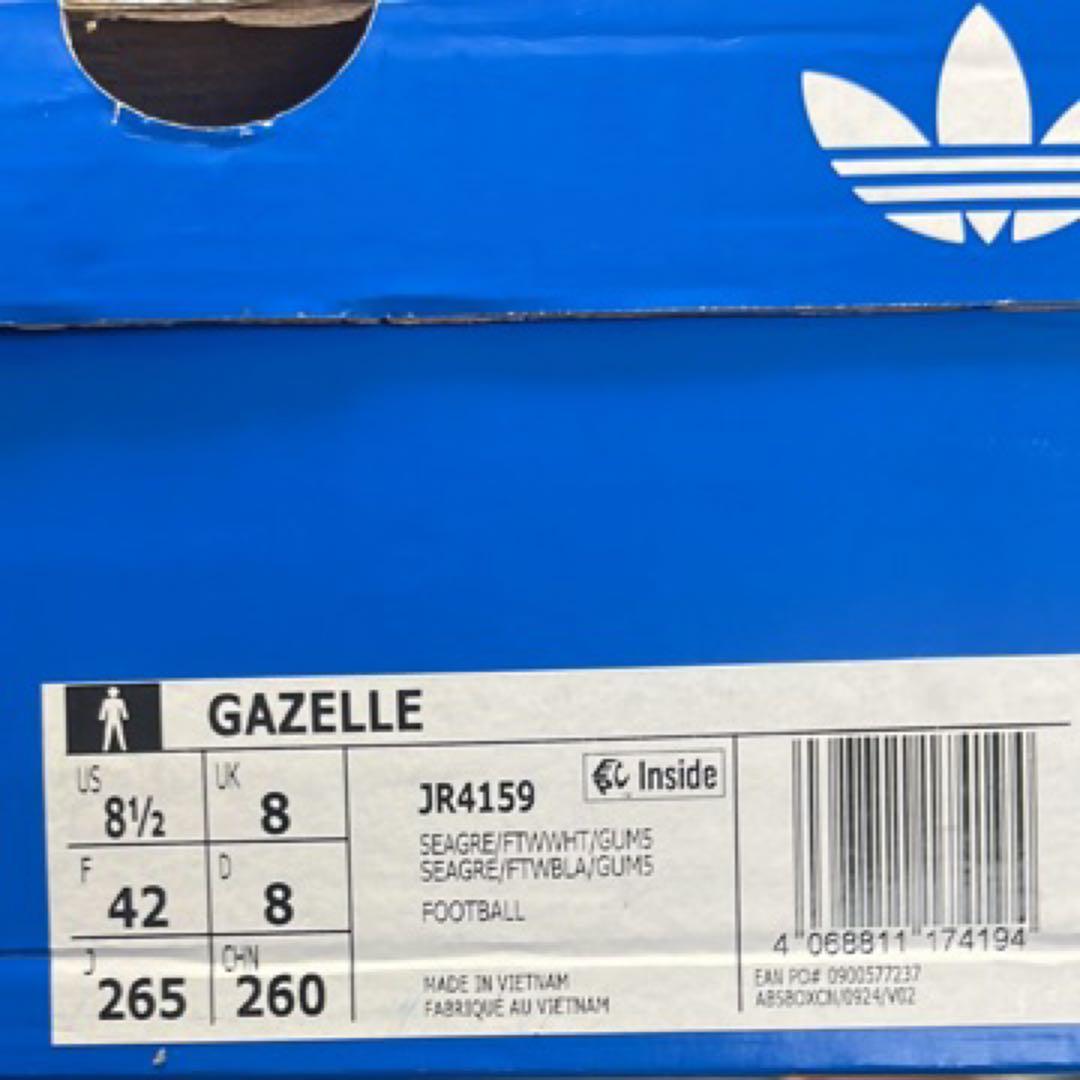 GAZELLE
US 8½ UK 8
F 42 D 8
J 265 CHN 260
JR4159
Inside
SEAGRE/FTWWHT/GUM5
SEAGRE/FTWBLA/GUM5
FOOTBALL
MADE IN VIETNAM
FABRIQUÉ AU VIETNAM
4 068811 174194
EAN PO# 0900577237
ABSBOXCN/0924/V02